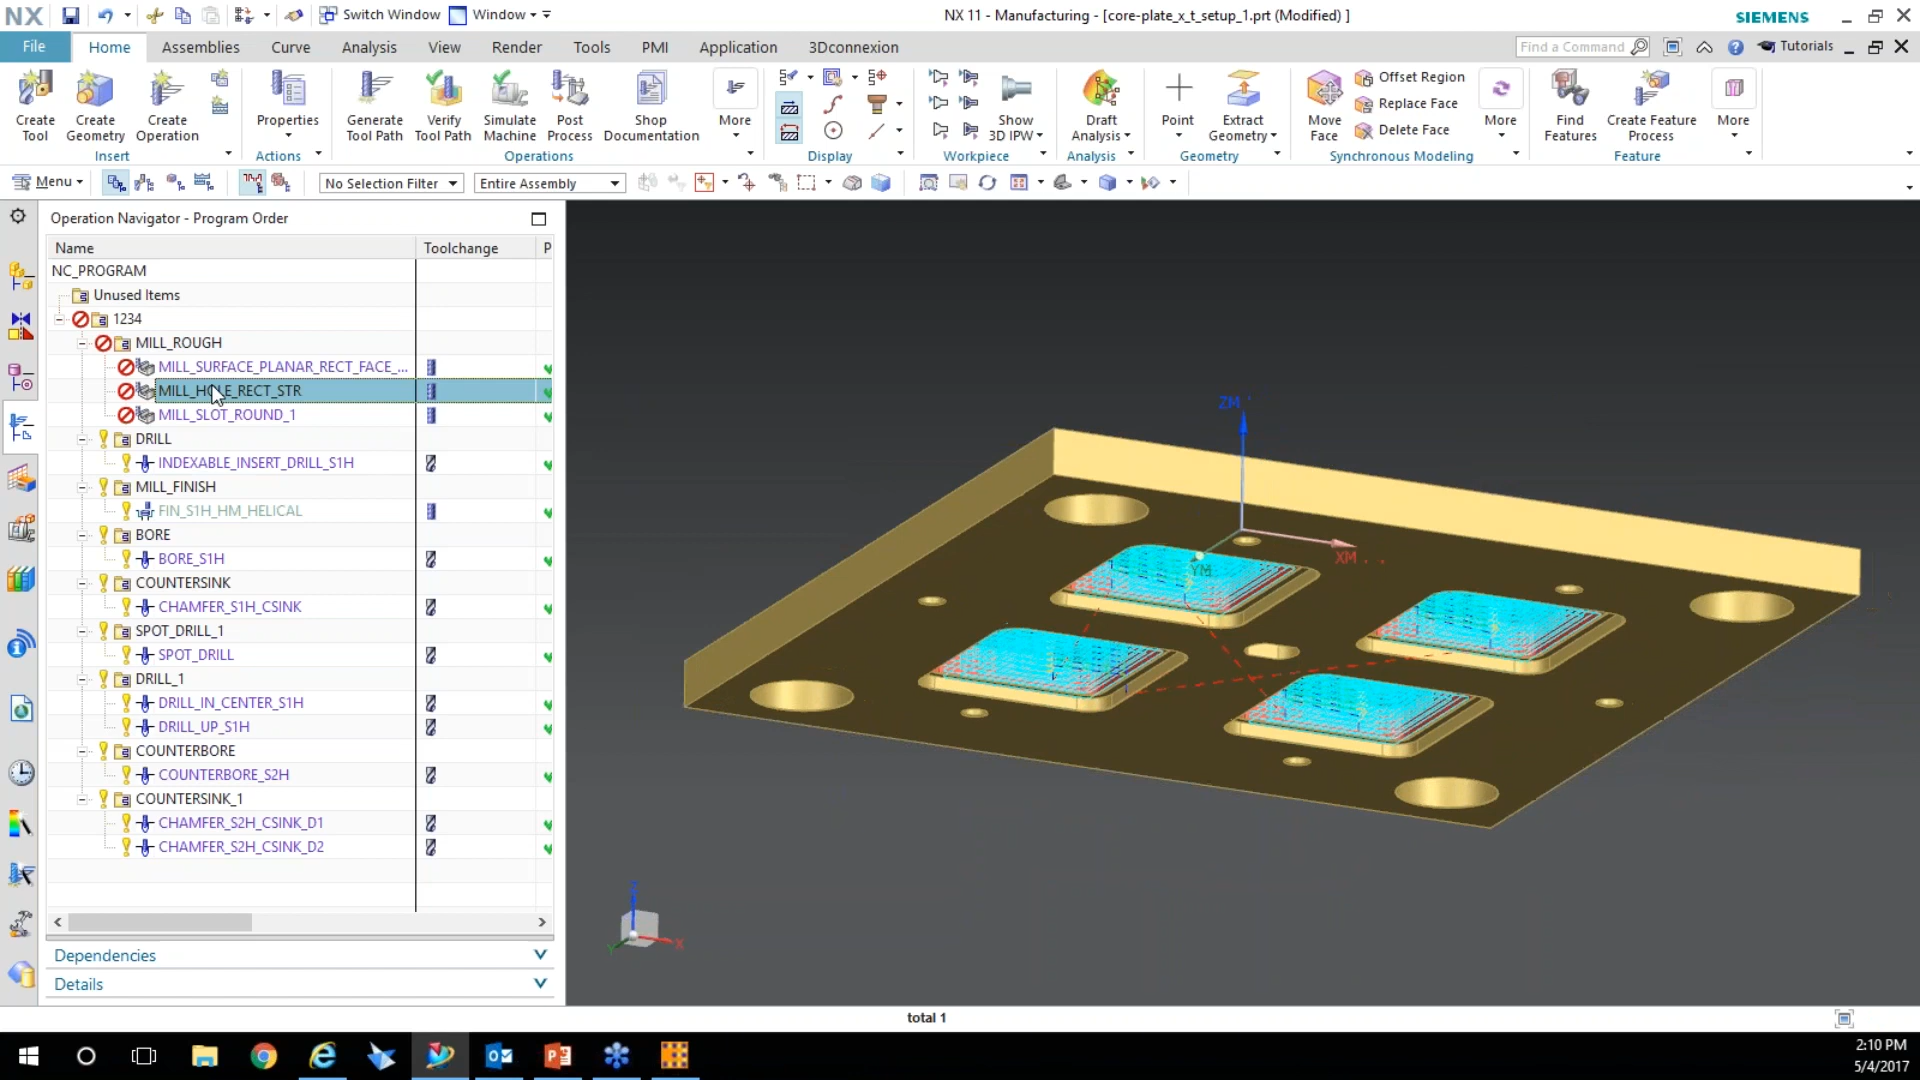 NX
Switch Window
Window
NX 11 - Manufacturing - [core-plate_x_t_setup_1.prt (Modified) ]
SIEMENS
File
Home
Assemblies
Curve
Analysis
View
Render
Tools
PMI
Application
3Dconnexion
Find a Command
Tutorials
Create Tool
Create Geometry
Create Operation
Properties
Generate Tool Path
Verify Tool Path
Simulate Machine
Post Process
Shop Documentation
More
Show 3D IPW
Draft Analysis
Point
Extract Geometry
Move Face
Offset Region
Replace Face
Delete Face
More
Find Features
Create Feature Process
More
Insert
Actions
Operations
Display
Workpiece
Analysis
Geometry
Synchronous Modeling
Feature
Menu
No Selection Filter
Entire Assembly
Operation Navigator - Program Order
Name
Toolchange
P
NC_PROGRAM
Unused Items
1234
MILL_ROUGH
MILL_SURFACE_PLANAR_RECT_FACE_...
MILL_HOLE_RECT_STR
MILL_SLOT_ROUND_1
DRILL
INDEXABLE_INSERT_DRILL_S1H
MILL_FINISH
FIN_S1H_HM_HELICAL
BORE
BORE_S1H
COUNTERSINK
CHAMFER_S1H_CSINK
SPOT_DRILL_1
SPOT_DRILL
DRILL_1
DRILL_IN_CENTER_S1H
DRILL_UP_S1H
COUNTERBORE
COUNTERBORE_S2H
COUNTERSINK_1
CHAMFER_S2H_CSINK_D1
CHAMFER_S2H_CSINK_D2
Dependencies
Details
ZM
XM
YM
Z
X
Y
total 1
2:10 PM
5/4/2017